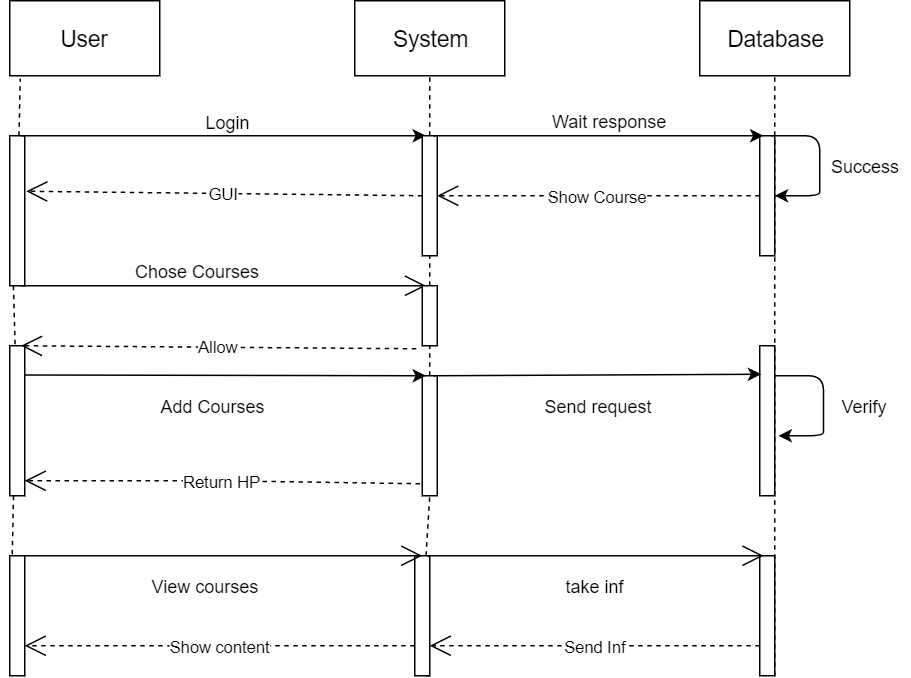 User
System
Database
Login
Wait response
Success
GUI
Show Course
Chose Courses
Allow
Add Courses
Send request
Verify
Return HP
View courses
take inf
Show content
Send Inf